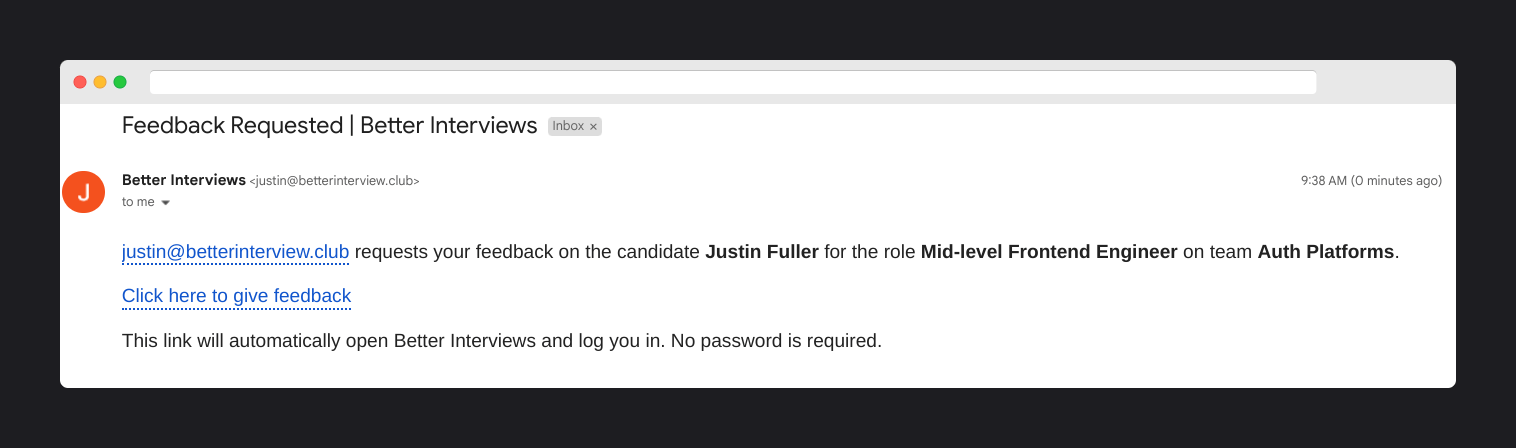 Feedback Requested | Better Interviews Inbox ×
J
Better Interviews <justin@betterinterview.club> 9:38 AM (0 minutes ago)
to me
justin@betterinterview.club requests your feedback on the candidate Justin Fuller for the role Mid-level Frontend Engineer on team Auth Platforms.
Click here to give feedback
This link will automatically open Better Interviews and log you in. No password is required.